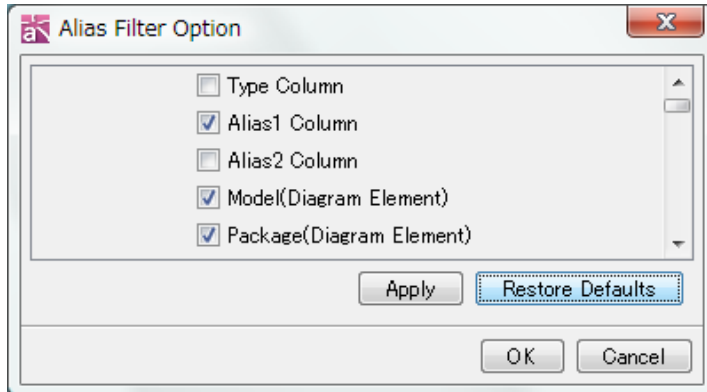 a Alias Filter Option
Type Column
Alias1 Column
Alias2 Column
Model(Diagram Element)
Package(Diagram Element)
Apply Restore Defaults
OK Cancel